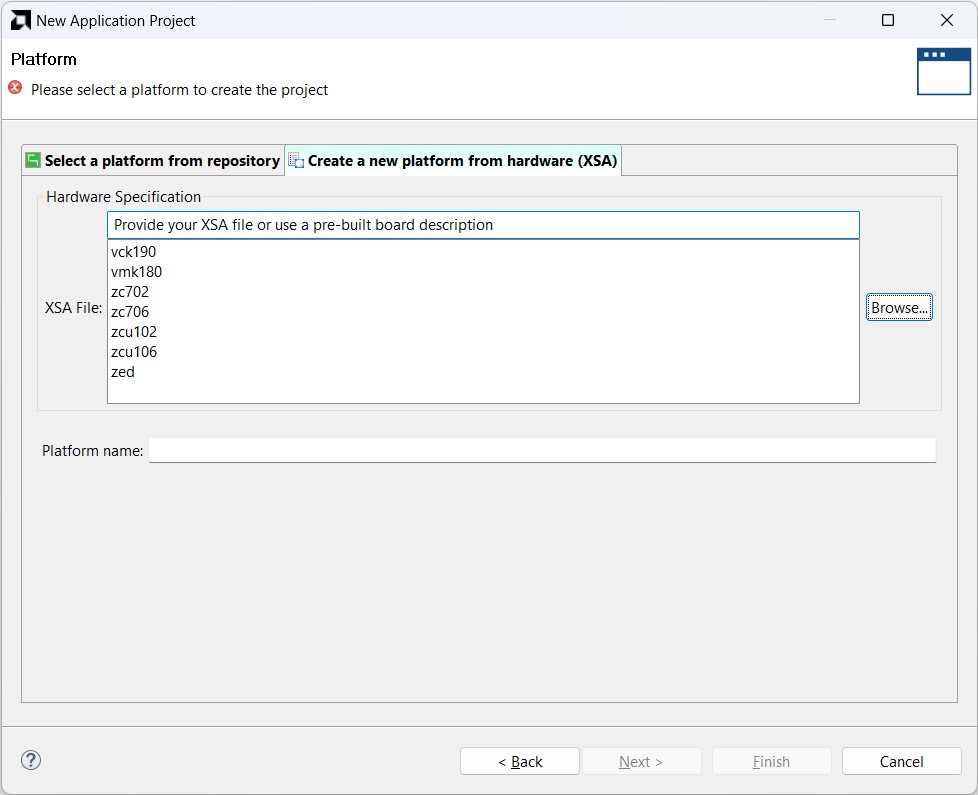 New Application Project
Platform
Please select a platform to create the project
Select a platform from repository
Create a new platform from hardware (XSA)
Hardware Specification
Provide your XSA file or use a pre-built board description
vck190
vmk180
zc702
XSA File:
zc706
Browse...
zcu102
zcu106
zed
Platform name:
?
< Back
Next >
Finish
Cancel